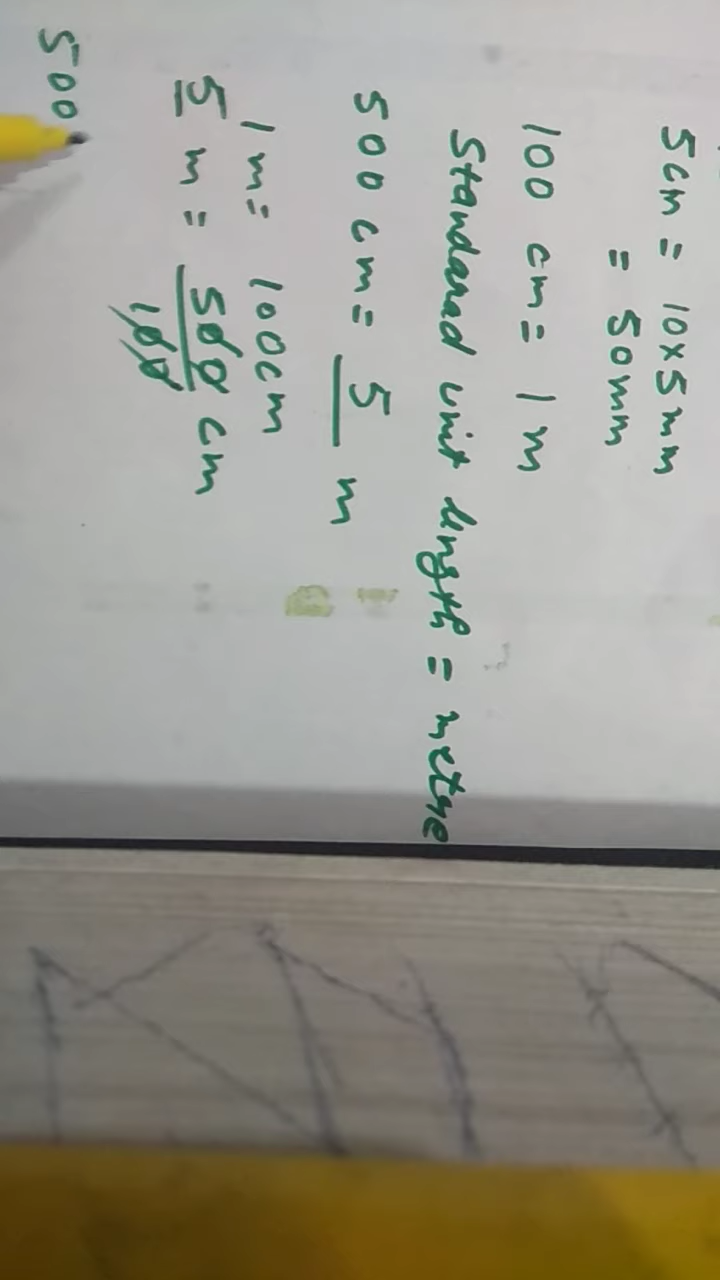 5cm = 10×5mm
= 50mm
100 cm = 1 m
Standarad unit length = metre
500 cm = 5 m
1 m = 100cm
5 m = 500/100 cm
500